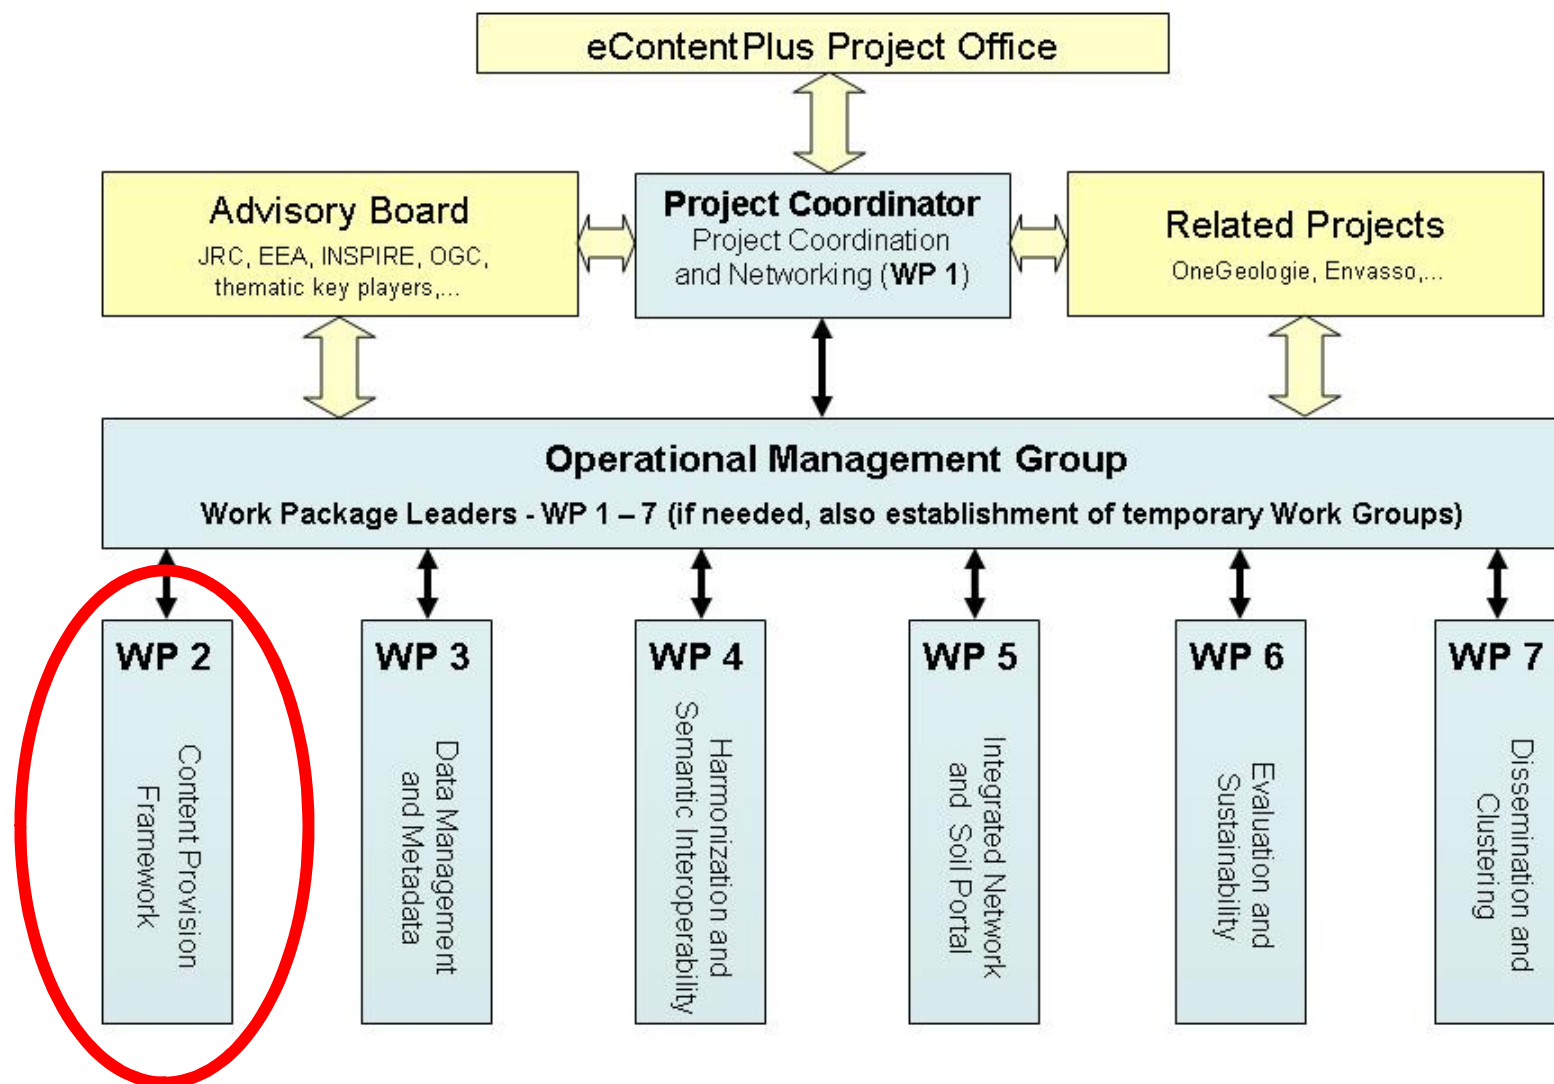 eContentPlus Project Office
Advisory Board
JRC, EEA, INSPIRE, OGC,
thematic key players,...
Project Coordinator
Project Coordination
and Networking (WP 1)
Related Projects
OneGeologie, Envasso,...
Operational Management Group
Work Package Leaders - WP 1 – 7 (if needed, also establishment of temporary Work Groups)
WP 2
Content Provision
Framework
WP 3
Data Management
and Metadata
WP 4
Harmonization and
Semantic Interoperability
WP 5
Integrated Network
and Soil Portal
WP 6
Evaluation and
Sustainability
WP 7
Dissemination and
Clustering